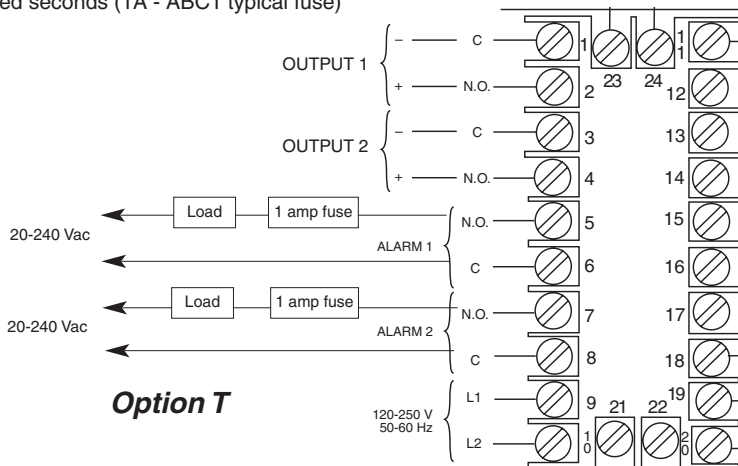 ed seconds (1A - ABC1 typical fuse)
OUTPUT 1
– C
+ N.O.
OUTPUT 2
– C
+ N.O.
20-240 Vac
Load
1 amp fuse
ALARM 1
N.O.
C
20-240 Vac
Load
1 amp fuse
ALARM 2
N.O.
C
Option T
120-250 V
50-60 Hz
L1
L2
1
2
3
4
5
6
7
8
9
10
23
24
21
22
11
12
13
14
15
16
17
18
19
20